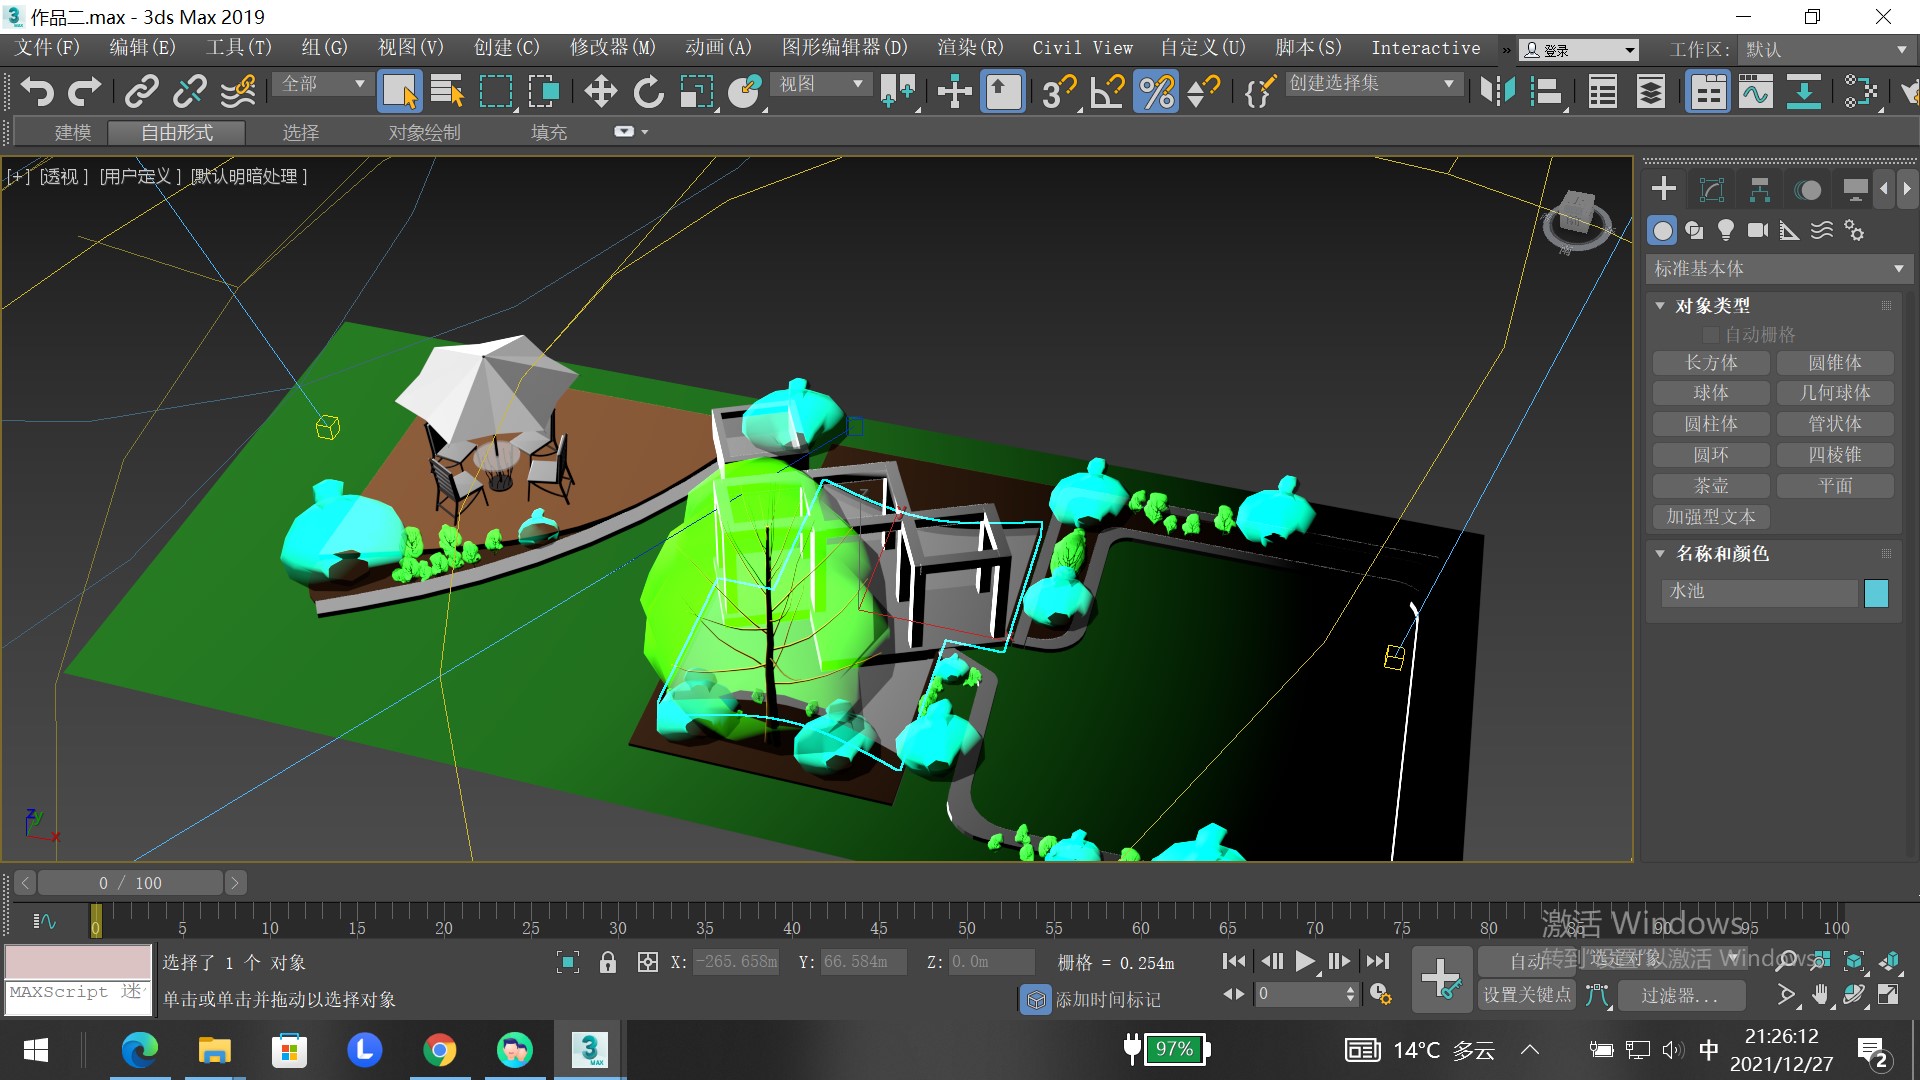 作品二.max - 3ds Max 2019
文件(F) 编辑(E) 工具(T) 组(G) 视图(V) 创建(C) 修改器(M) 动画(A) 图形编辑器(D) 渲染(R) Civil View 自定义(U) 脚本(S) Interactive » 登录 工作区: 默认
全部 视图 创建选择集
建模 自由形式 选择 对象绘制 填充
[+] [透视 ] [用户定义 ] [默认明暗处理 ]
标准基本体
对象类型
自动栅格
长方体 圆锥体
球体 几何球体
圆柱体 管状体
圆环 四棱锥
茶壶 平面
加强型文本
名称和颜色
水池
0 / 100
0 5 10 15 20 25 30 35 40 45 50 55 60 65 70 75 80 85 90 95 100
激活 Windows
转到"设置"以激活 Windows。
选择了 1 个 对象 X: -265.658m Y: 66.584m Z: 0.0m 栅格 = 0.254m 自动 选定对象
MAXScript 迷 单击或单击并拖动以选择对象 添加时间标记 0 设置关键点 过滤器...
97% 14°C 多云 中 21:26:12
2021/12/27
2